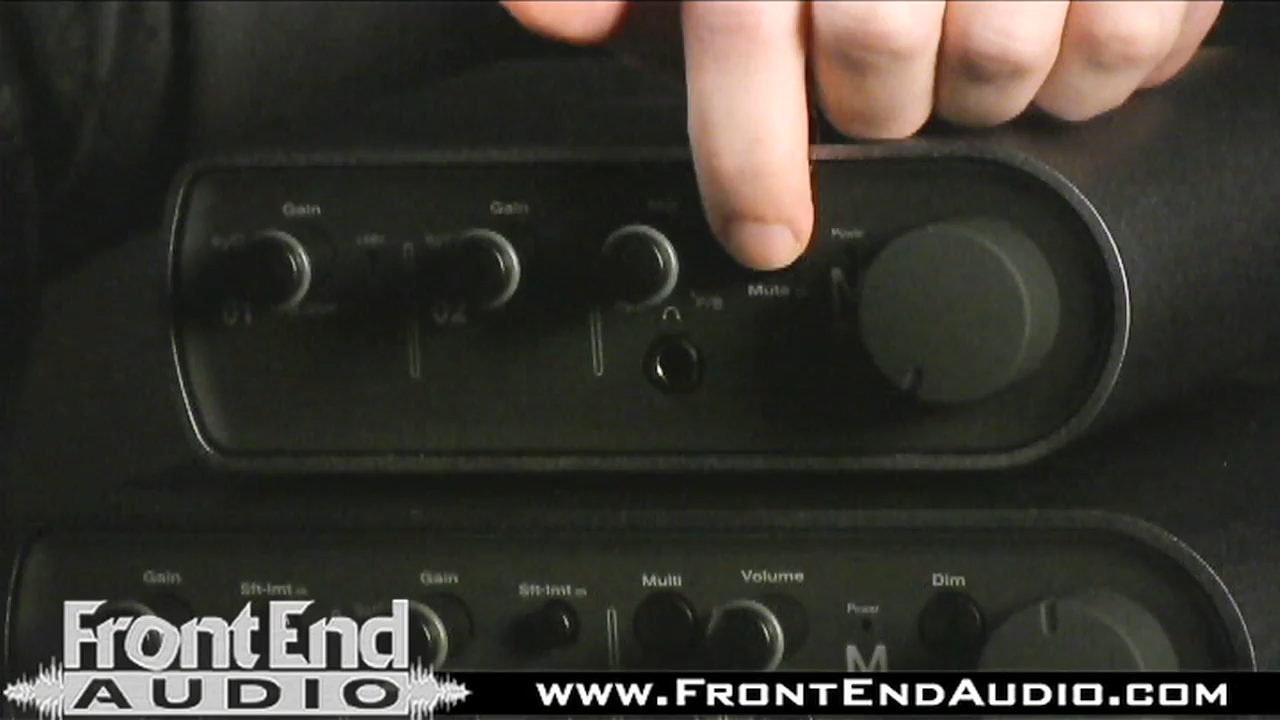 Gain
Gain
Power
Mute
01
02
M
Gain
Sft-lmt
Gain
Sft-lmt
Multi
Volume
Power
Dim
M
Front End
AUDIO
www.FrontEndAudio.com